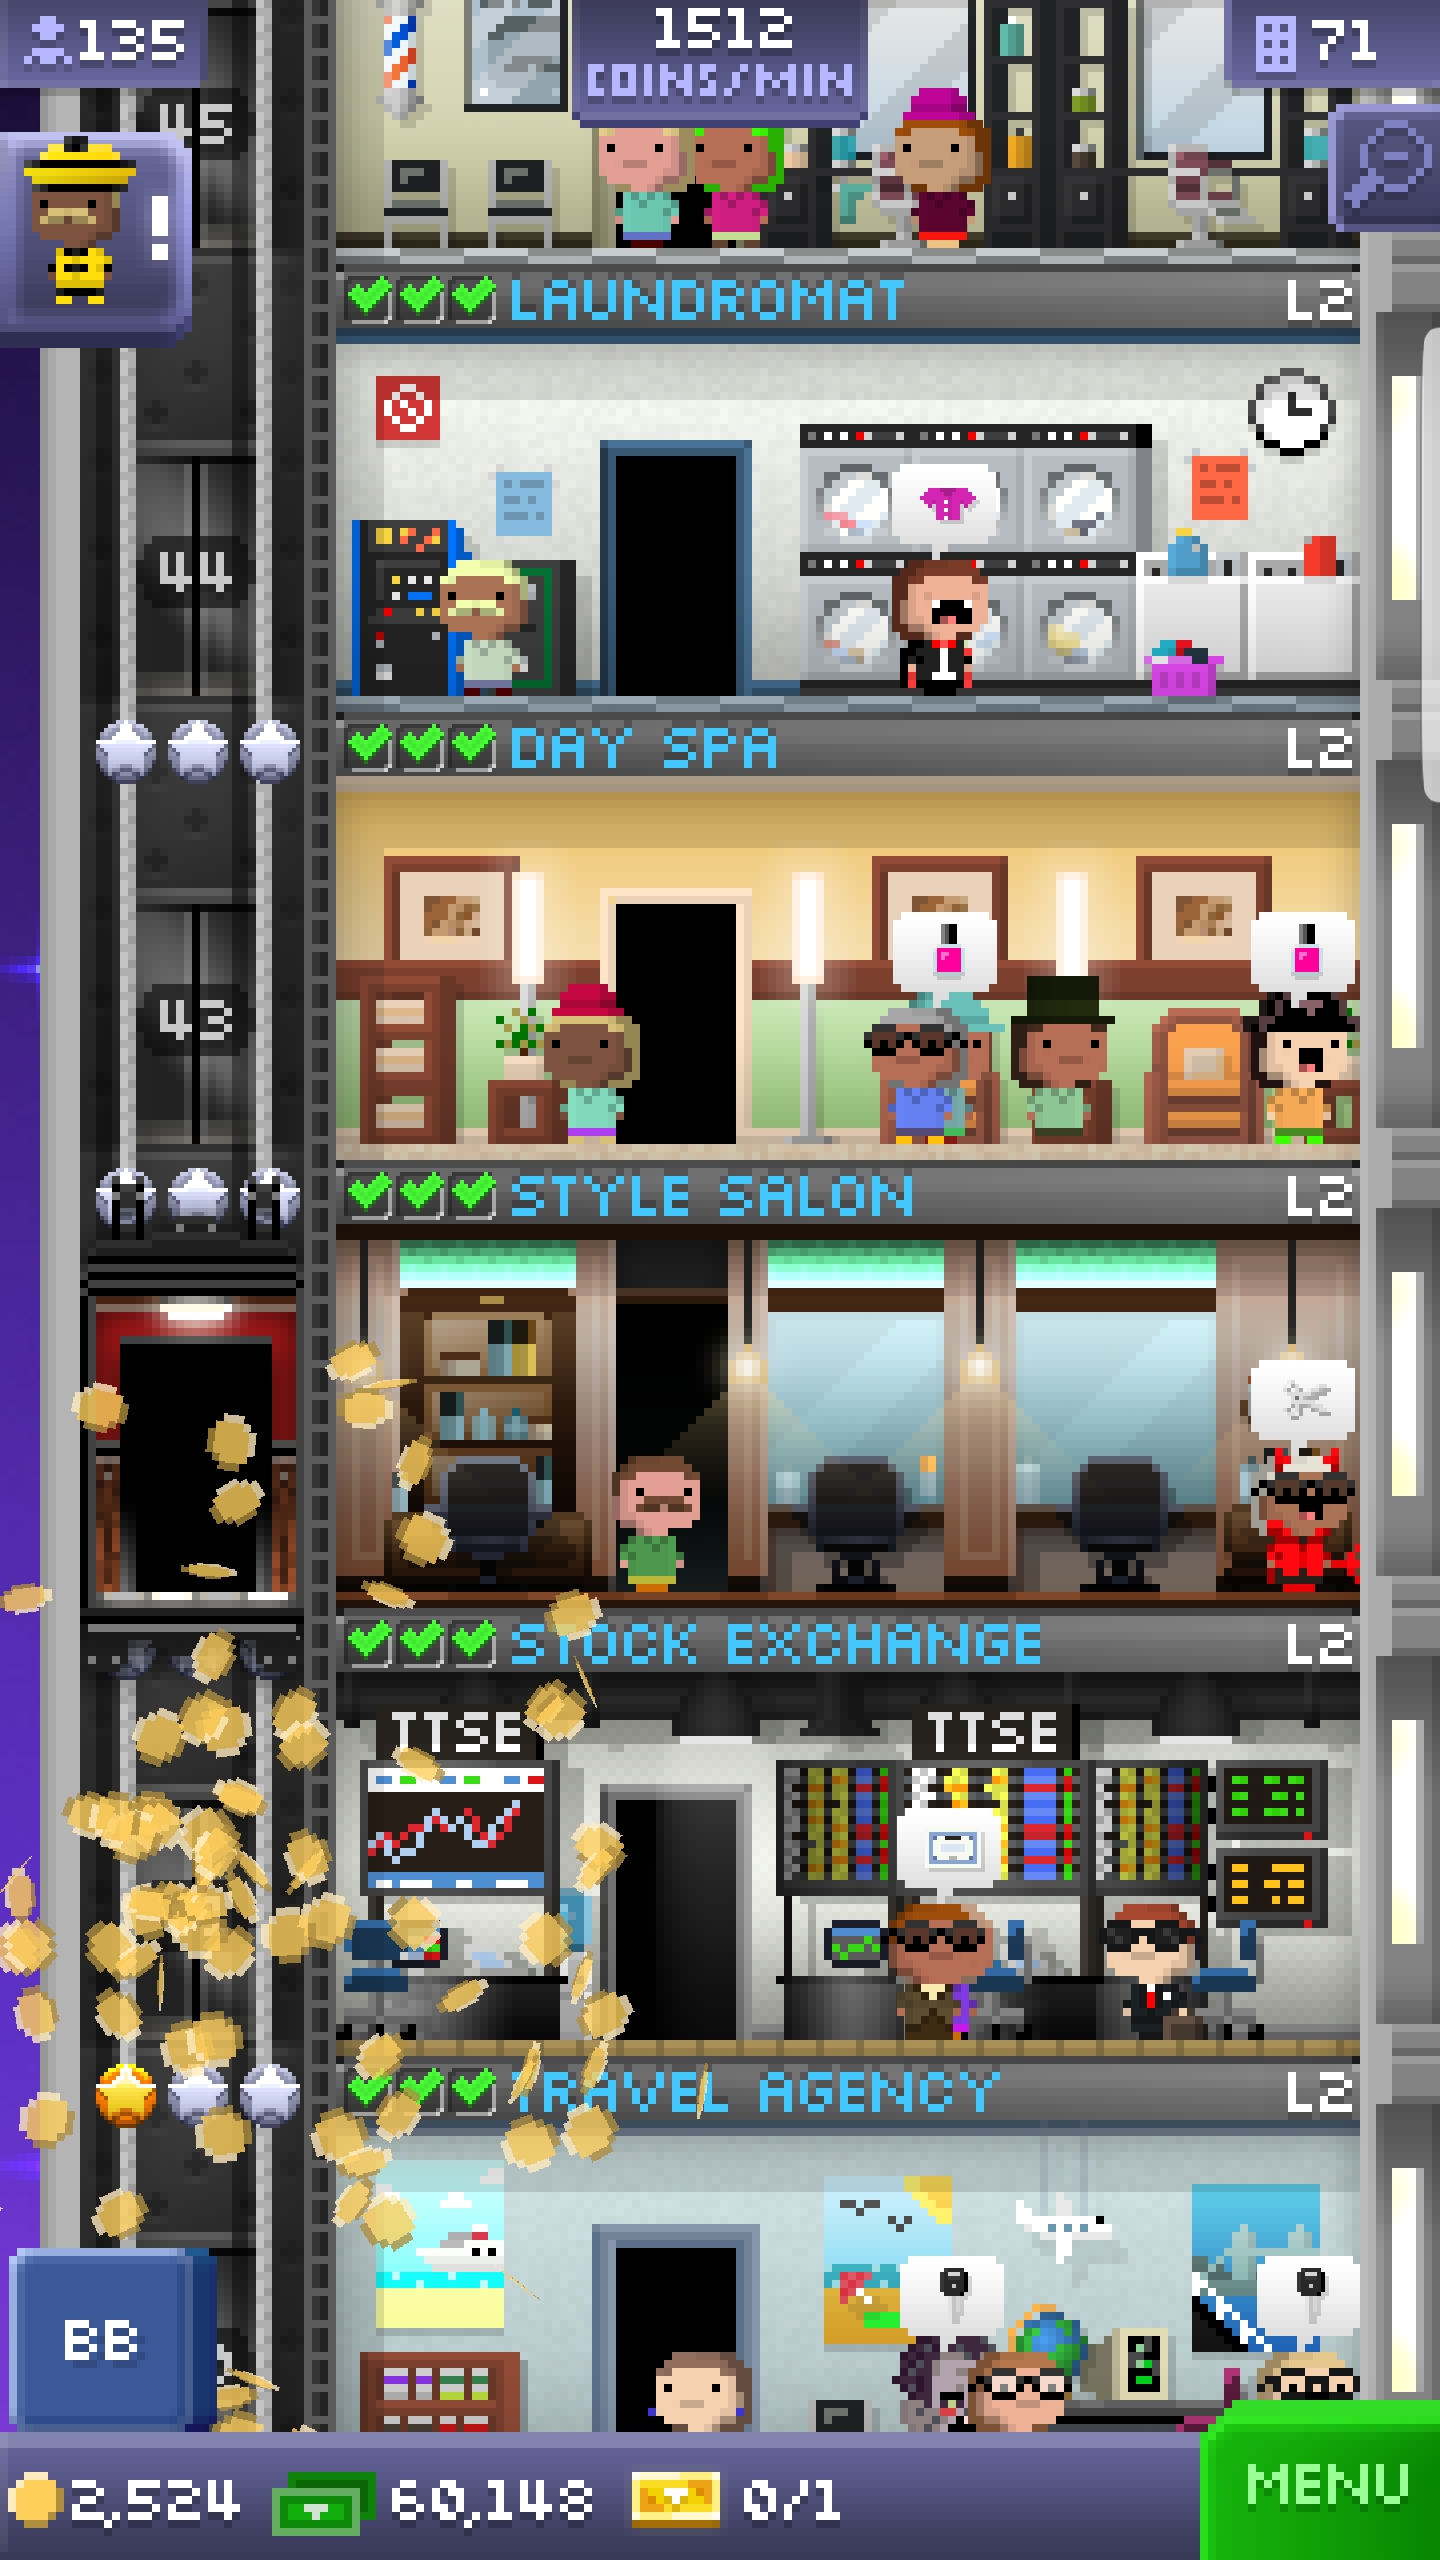 135
1512
COINS/MIN
71
45
!
LAUNDROMAT L2
44
DAY SPA L2
43
STYLE SALON L2
STOCK EXCHANGE L2
TTSE TTSE
TRAVEL AGENCY L2
BB
2,524 60,148 0/1
MENU